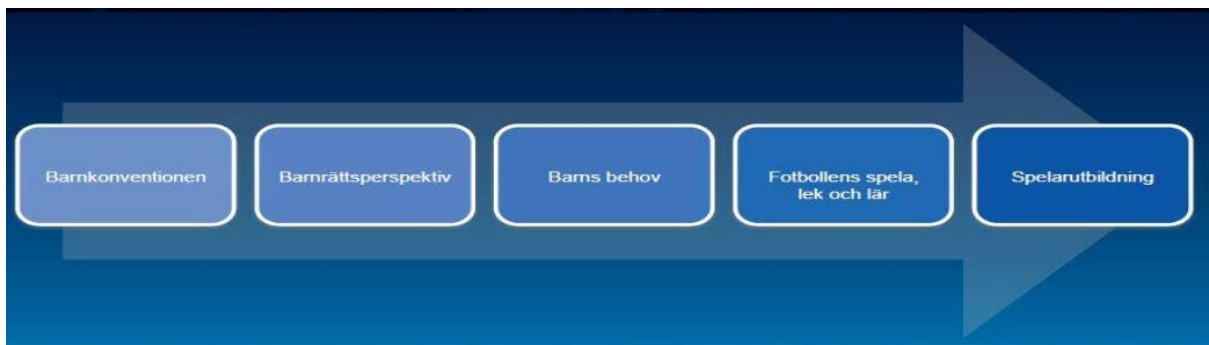 Barnkonventionen
Barnrättsperspektiv
Barns behov
Fotbollens spela,
lek och lär
Spelarutbildning